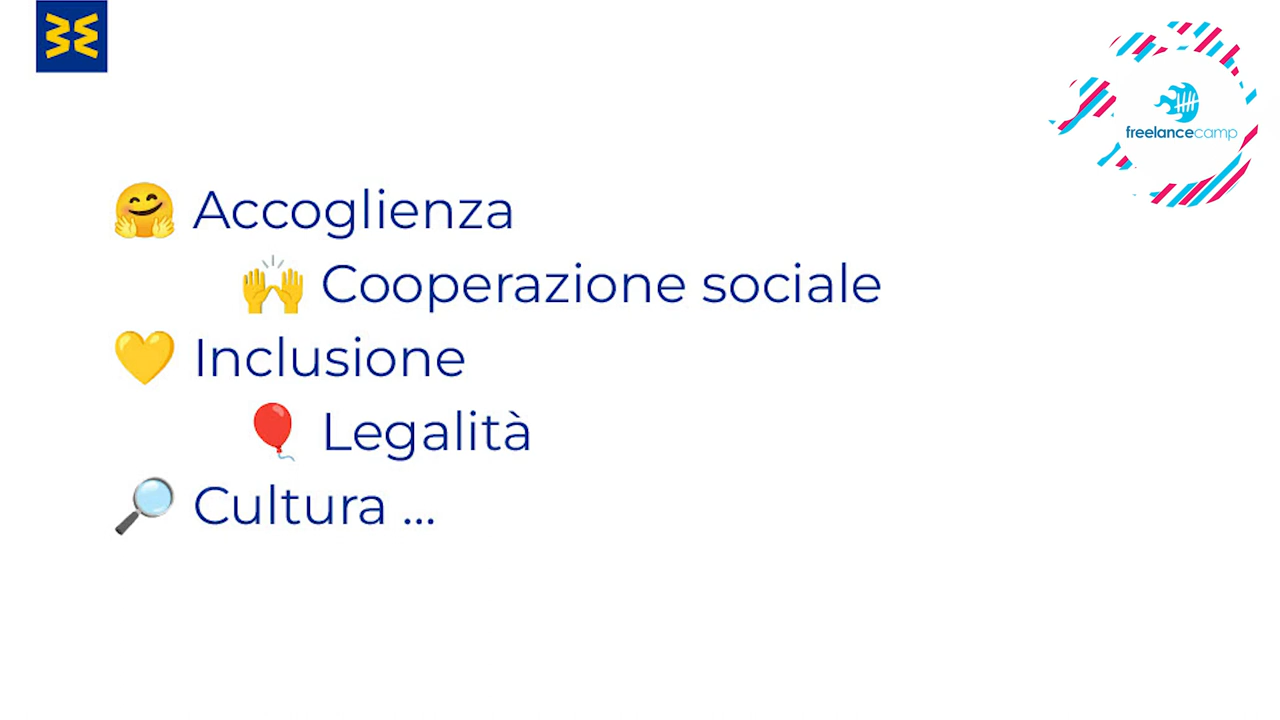 freelancecamp
🤗 Accoglienza
🙌 Cooperazione sociale
💛 Inclusione
🎈 Legalità
🔎 Cultura ...